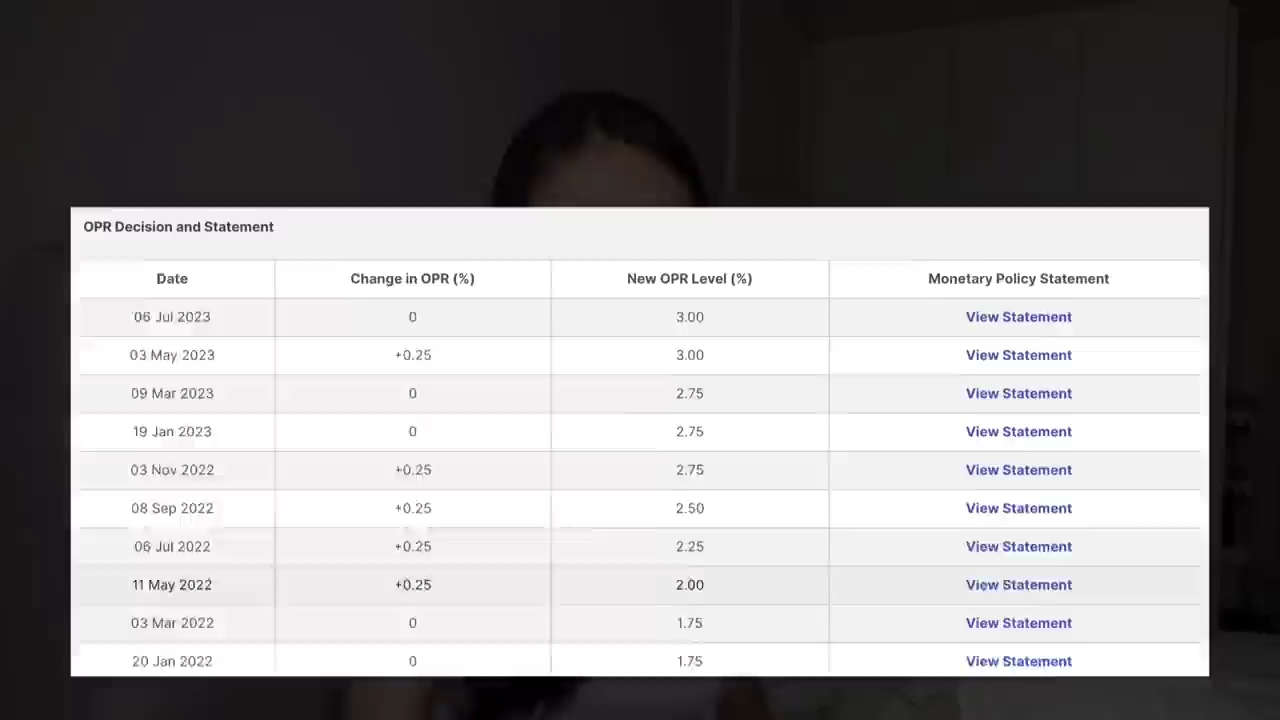 OPR Decision and Statement
Date Change in OPR (%) New OPR Level (%) Monetary Policy Statement
06 Jul 2023 0 3.00 View Statement
03 May 2023 +0.25 3.00 View Statement
09 Mar 2023 0 2.75 View Statement
19 Jan 2023 0 2.75 View Statement
03 Nov 2022 +0.25 2.75 View Statement
08 Sep 2022 +0.25 2.50 View Statement
06 Jul 2022 +0.25 2.25 View Statement
11 May 2022 +0.25 2.00 View Statement
03 Mar 2022 0 1.75 View Statement
20 Jan 2022 0 1.75 View Statement